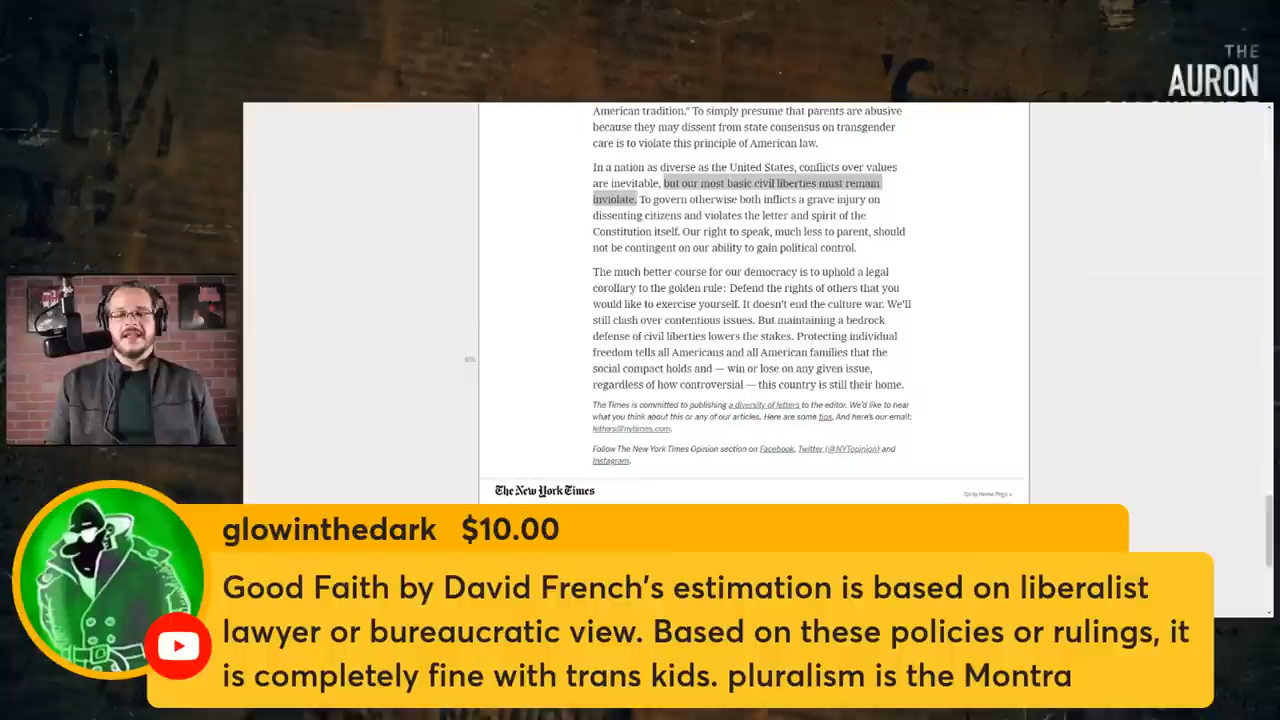 THE
AURON
American tradition." To simply presume that parents are abusive
because they may dissent from state consensus on transgender
care is to violate this principle of American law.
In a nation as diverse as the United States, conflicts over values
are inevitable, but our most basic civil liberties must remain
inviolate. To govern otherwise both inflicts a grave injury on
dissenting citizens and violates the letter and spirit of the
Constitution itself. Our right to speak, much less to parent, should
not be contingent on our ability to gain political control.
The much better course for our democracy is to uphold a legal
corollary to the golden rule: Defend the rights of others that you
would like to exercise yourself. It doesn't end the culture war. We'll
still clash over contentious issues. But maintaining a bedrock
defense of civil liberties lowers the stakes. Protecting individual
freedom tells all Americans and all American families that the
social compact holds and — win or lose on any given issue,
regardless of how controversial — this country is still their home.
The Times is committed to publishing a diversity of letters to the editor. We'd like to hear
what you think about this or any of our articles. Here are some tips. And here's our email:
letters@nytimes.com.
Follow The New York Times Opinion section on Facebook, Twitter (@NYTopinion) and
Instagram.
The New York Times
Go to Home Page »
glowinthedark $10.00
Good Faith by David French's estimation is based on liberalist
lawyer or bureaucratic view. Based on these policies or rulings, it
is completely fine with trans kids. pluralism is the Montra